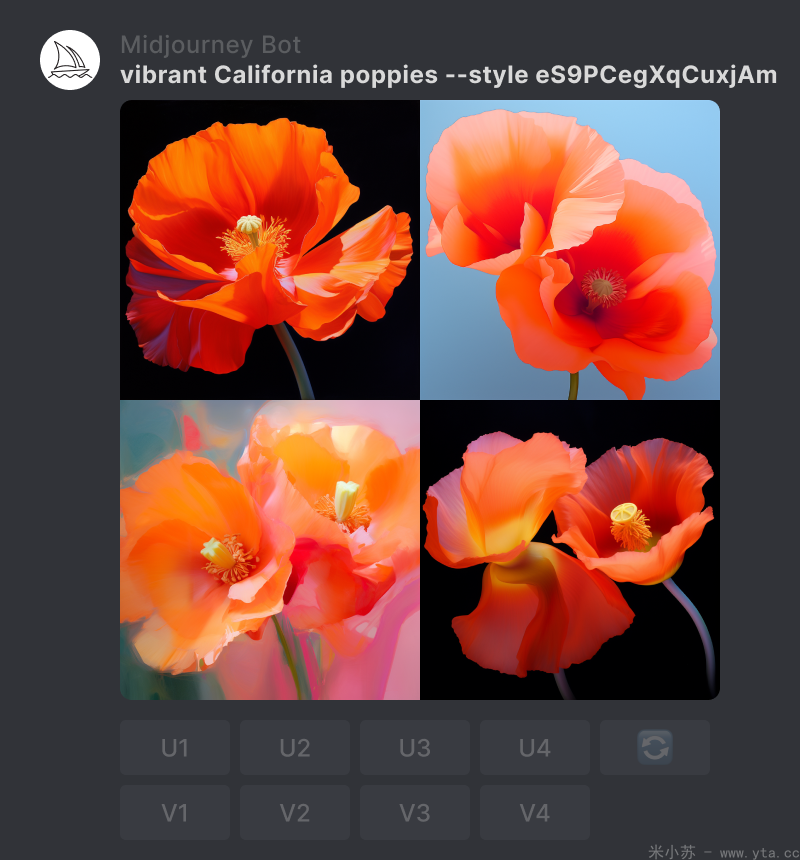 Midjourney Bot
vibrant California poppies --style eS9PCegXqCuxjAm
U1 U2 U3 U4
V1 V2 V3 V4
米小苏 - www.yta.cc